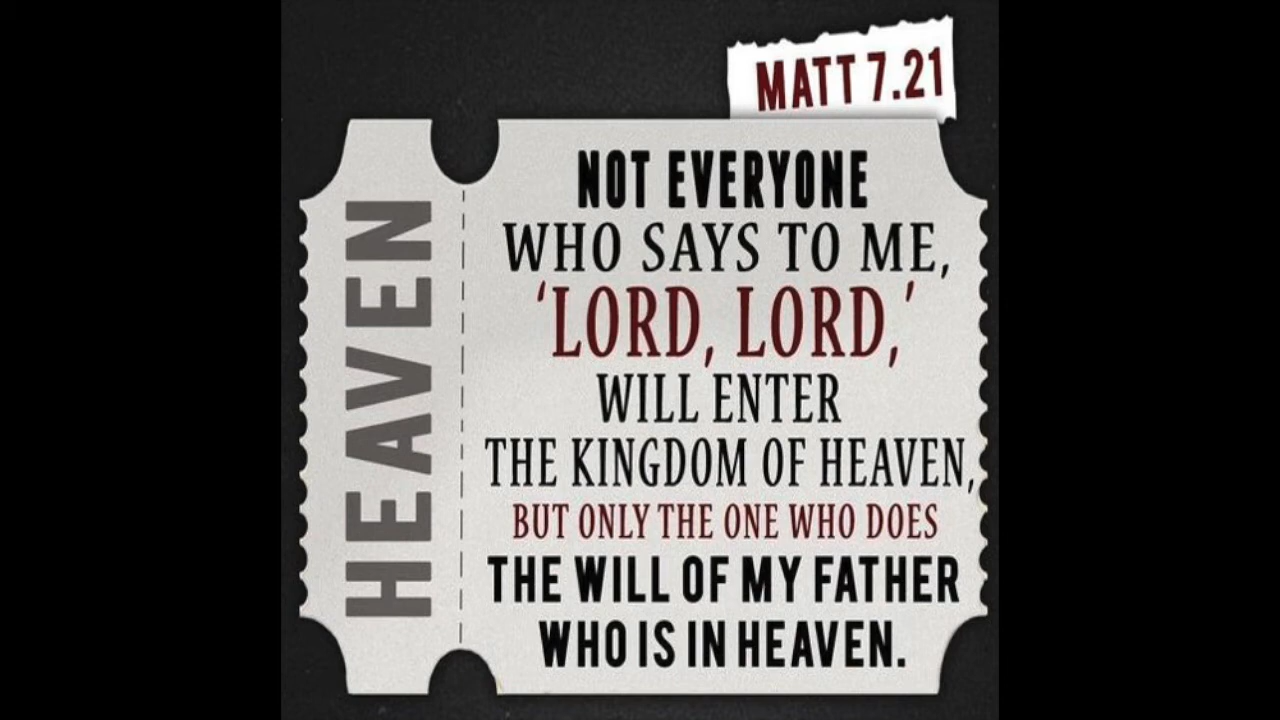 MATT 7.21
HEAVEN
NOT EVERYONE
WHO SAYS TO ME,
‘LORD, LORD,’
WILL ENTER
THE KINGDOM OF HEAVEN,
BUT ONLY THE ONE WHO DOES
THE WILL OF MY FATHER
WHO IS IN HEAVEN.